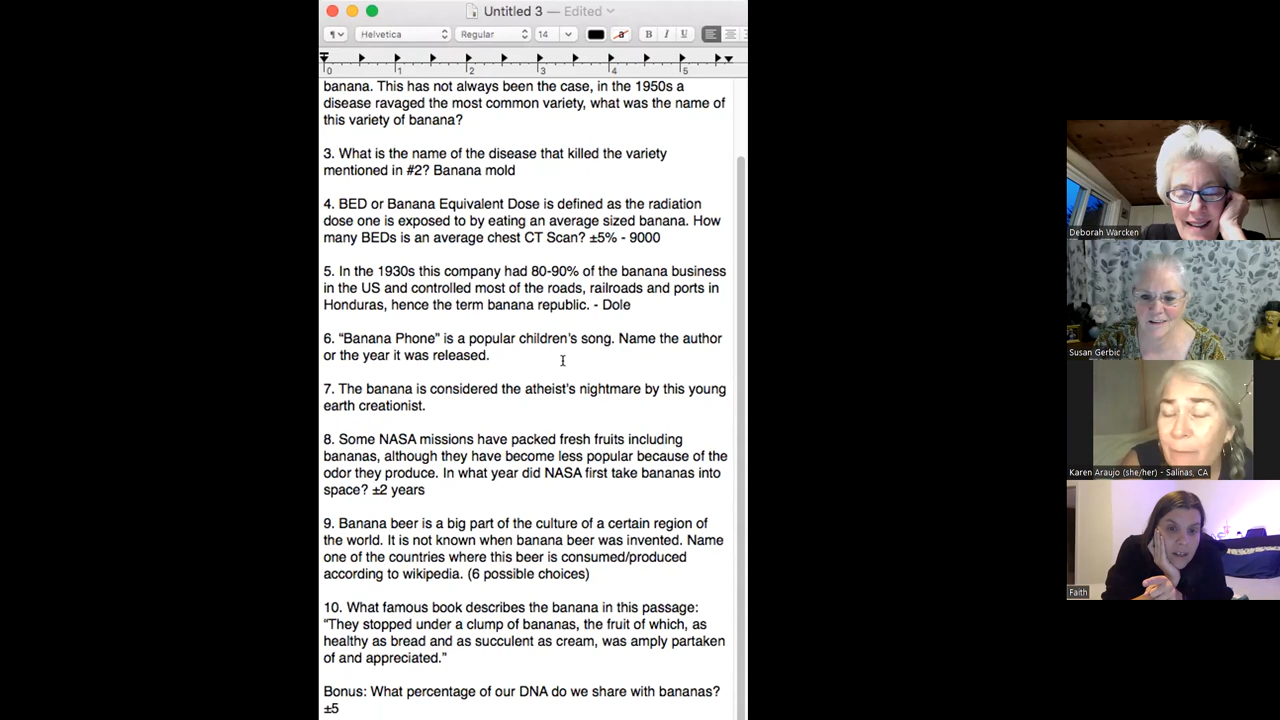 Untitled 3 — Edited
¶ Helvetica Regular 14 a B I U
0 1 2 3 4 5
banana. This has not always been the case, in the 1950s a
disease ravaged the most common variety, what was the name of
this variety of banana?
3. What is the name of the disease that killed the variety
mentioned in #2? Banana mold
4. BED or Banana Equivalent Dose is defined as the radiation
dose one is exposed to by eating an average sized banana. How
many BEDs is an average chest CT Scan? ±5% - 9000
5. In the 1930s this company had 80-90% of the banana business
in the US and controlled most of the roads, railroads and ports in
Honduras, hence the term banana republic. - Dole
6. “Banana Phone” is a popular children’s song. Name the author
or the year it was released.
7. The banana is considered the atheist’s nightmare by this young
earth creationist.
8. Some NASA missions have packed fresh fruits including
bananas, although they have become less popular because of the
odor they produce. In what year did NASA first take bananas into
space? ±2 years
9. Banana beer is a big part of the culture of a certain region of
the world. It is not known when banana beer was invented. Name
one of the countries where this beer is consumed/produced
according to wikipedia. (6 possible choices)
10. What famous book describes the banana in this passage:
“They stopped under a clump of bananas, the fruit of which, as
healthy as bread and as succulent as cream, was amply partaken
of and appreciated.”
Bonus: What percentage of our DNA do we share with bananas?
±5
Deborah Warcken
Susan Gerbic
Karen Araujo (she/her) - Salinas, CA
Faith